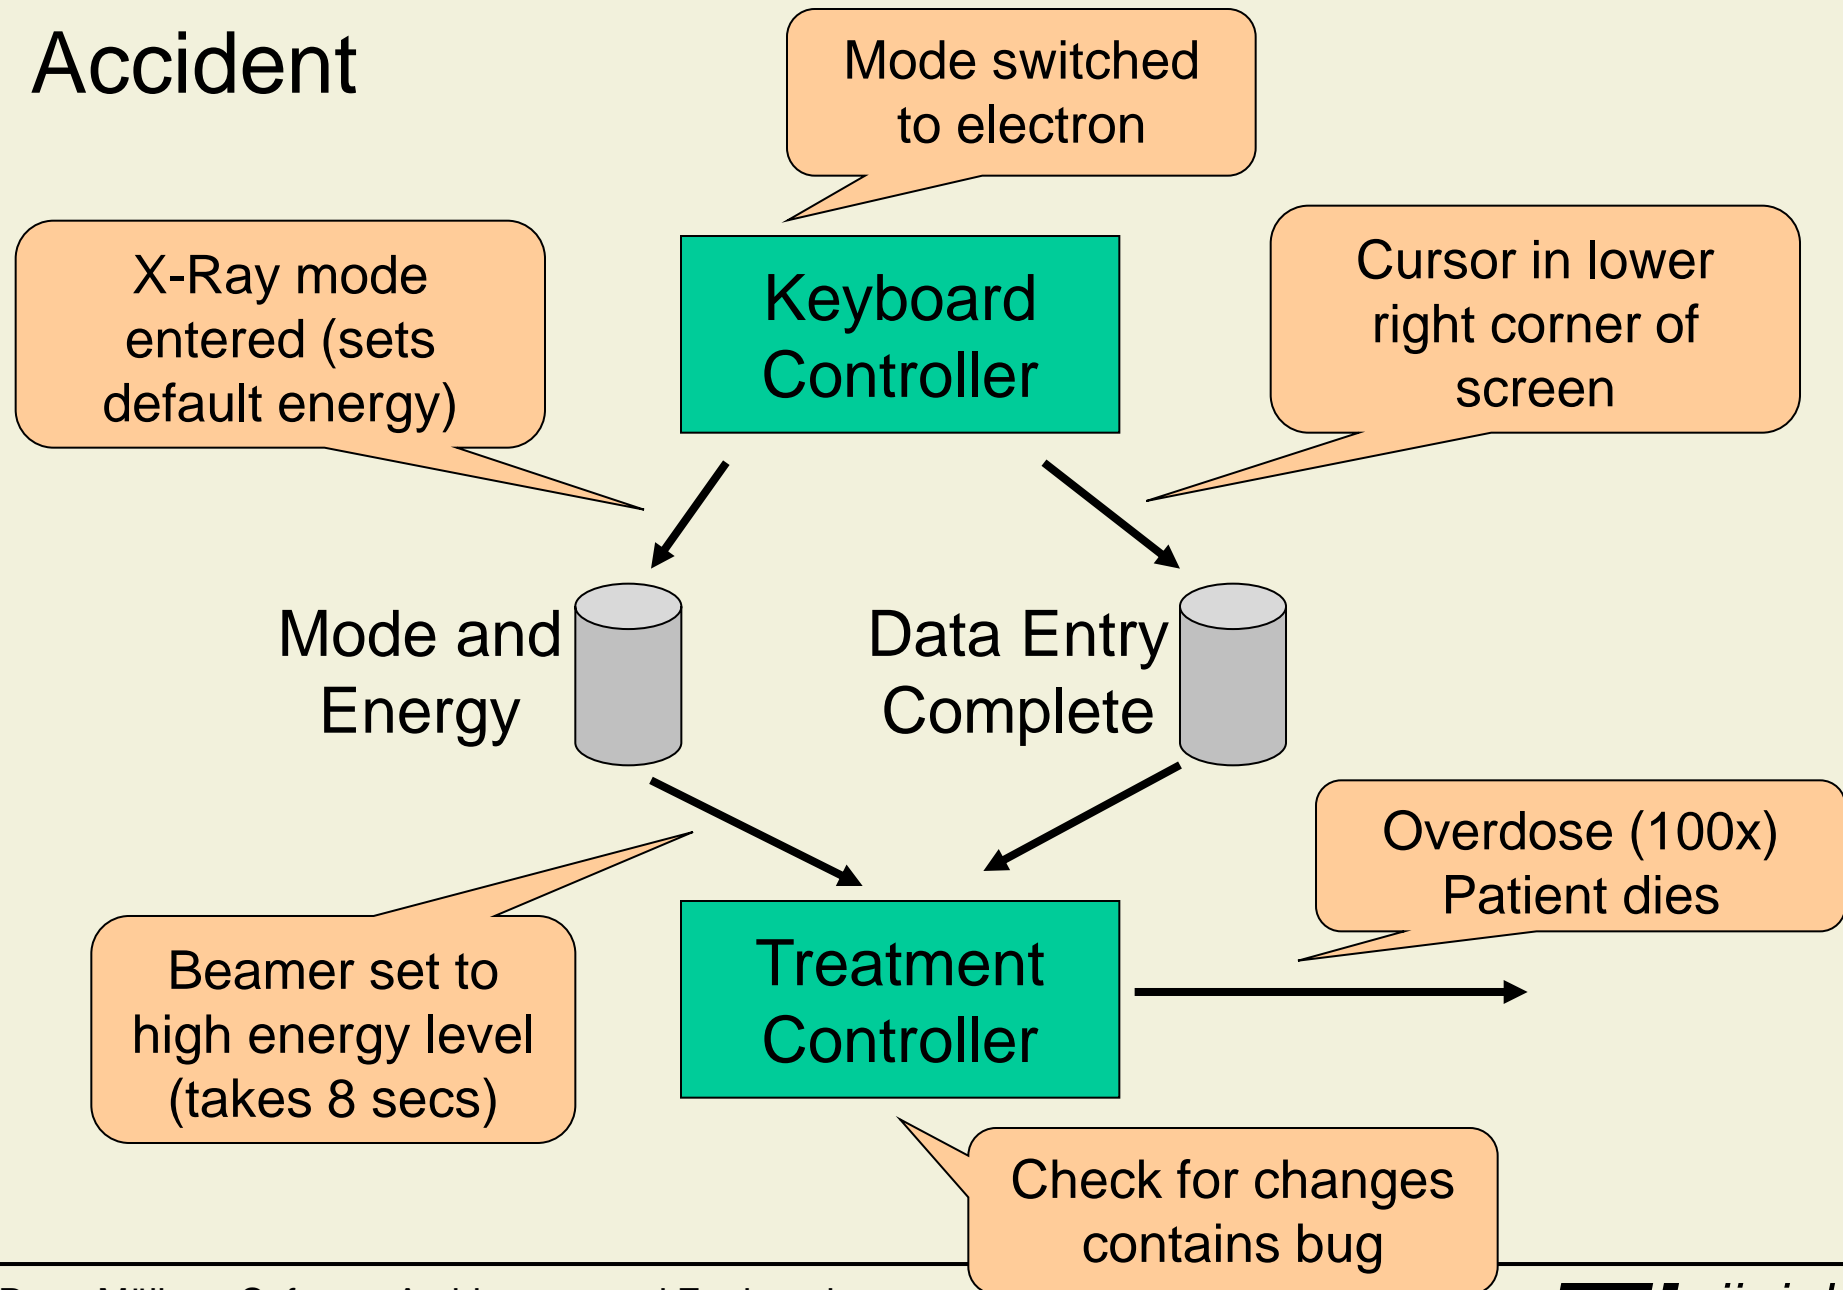 Accident
Mode switched
to electron
X-Ray mode
entered (sets
default energy)
Keyboard
Controller
Cursor in lower
right corner of
screen
Mode and
Energy
Data Entry
Complete
Overdose (100x)
Patient dies
Beamer set to
high energy level
(takes 8 secs)
Treatment
Controller
Check for changes
contains bug